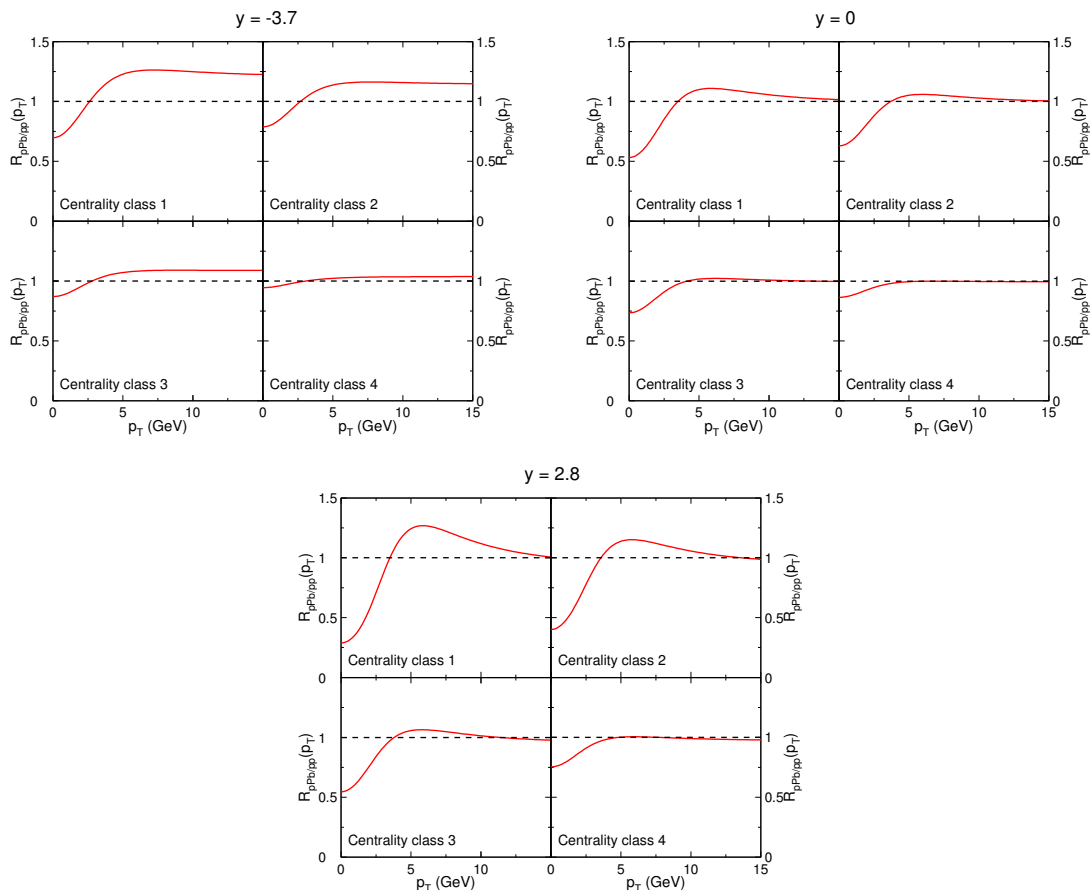 y = -3.7
1.5
1
0.5
0
R_pPb/pp(p_T)
Centrality class 1
Centrality class 2
1.5
1
0.5
0
R_pPb/pp(p_T)
1
0.5
0
R_pPb/pp(p_T)
Centrality class 3
Centrality class 4
1
0.5
0
R_pPb/pp(p_T)
0 5 10 0 5 10 15
p_T (GeV) p_T (GeV)
y = 0
1.5
1
0.5
0
R_pPb/pp(p_T)
Centrality class 1
Centrality class 2
1.5
1
0.5
0
R_pPb/pp(p_T)
1
0.5
0
R_pPb/pp(p_T)
Centrality class 3
Centrality class 4
1
0.5
0
R_pPb/pp(p_T)
0 5 10 0 5 10 15
p_T (GeV) p_T (GeV)
y = 2.8
1.5
1
0.5
0
R_pPb/pp(p_T)
Centrality class 1
Centrality class 2
1.5
1
0.5
0
R_pPb/pp(p_T)
1
0.5
0
R_pPb/pp(p_T)
Centrality class 3
Centrality class 4
1
0.5
0
R_pPb/pp(p_T)
0 5 10 0 5 10 15
p_T (GeV) p_T (GeV)